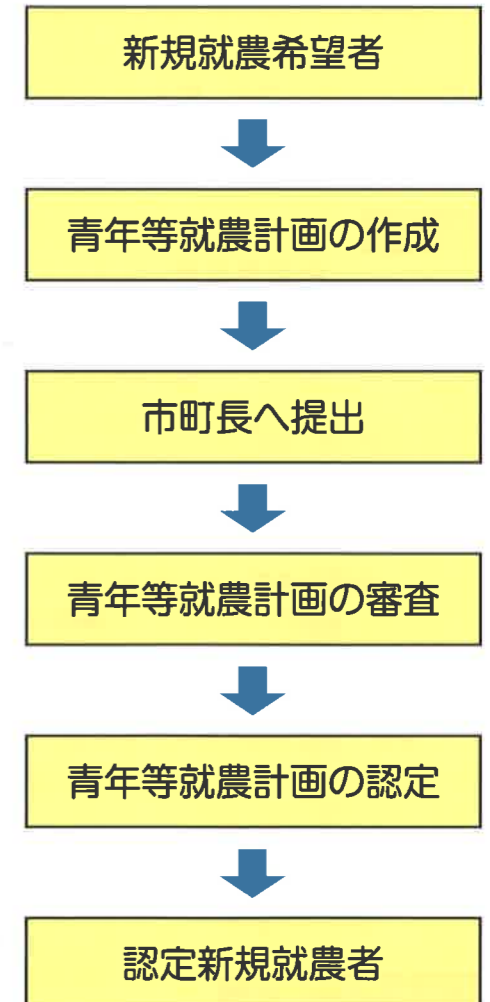 新規就農希望者
青年等就農計画の作成
市町長へ提出
青年等就農計画の審査
青年等就農計画の認定
認定新規就農者